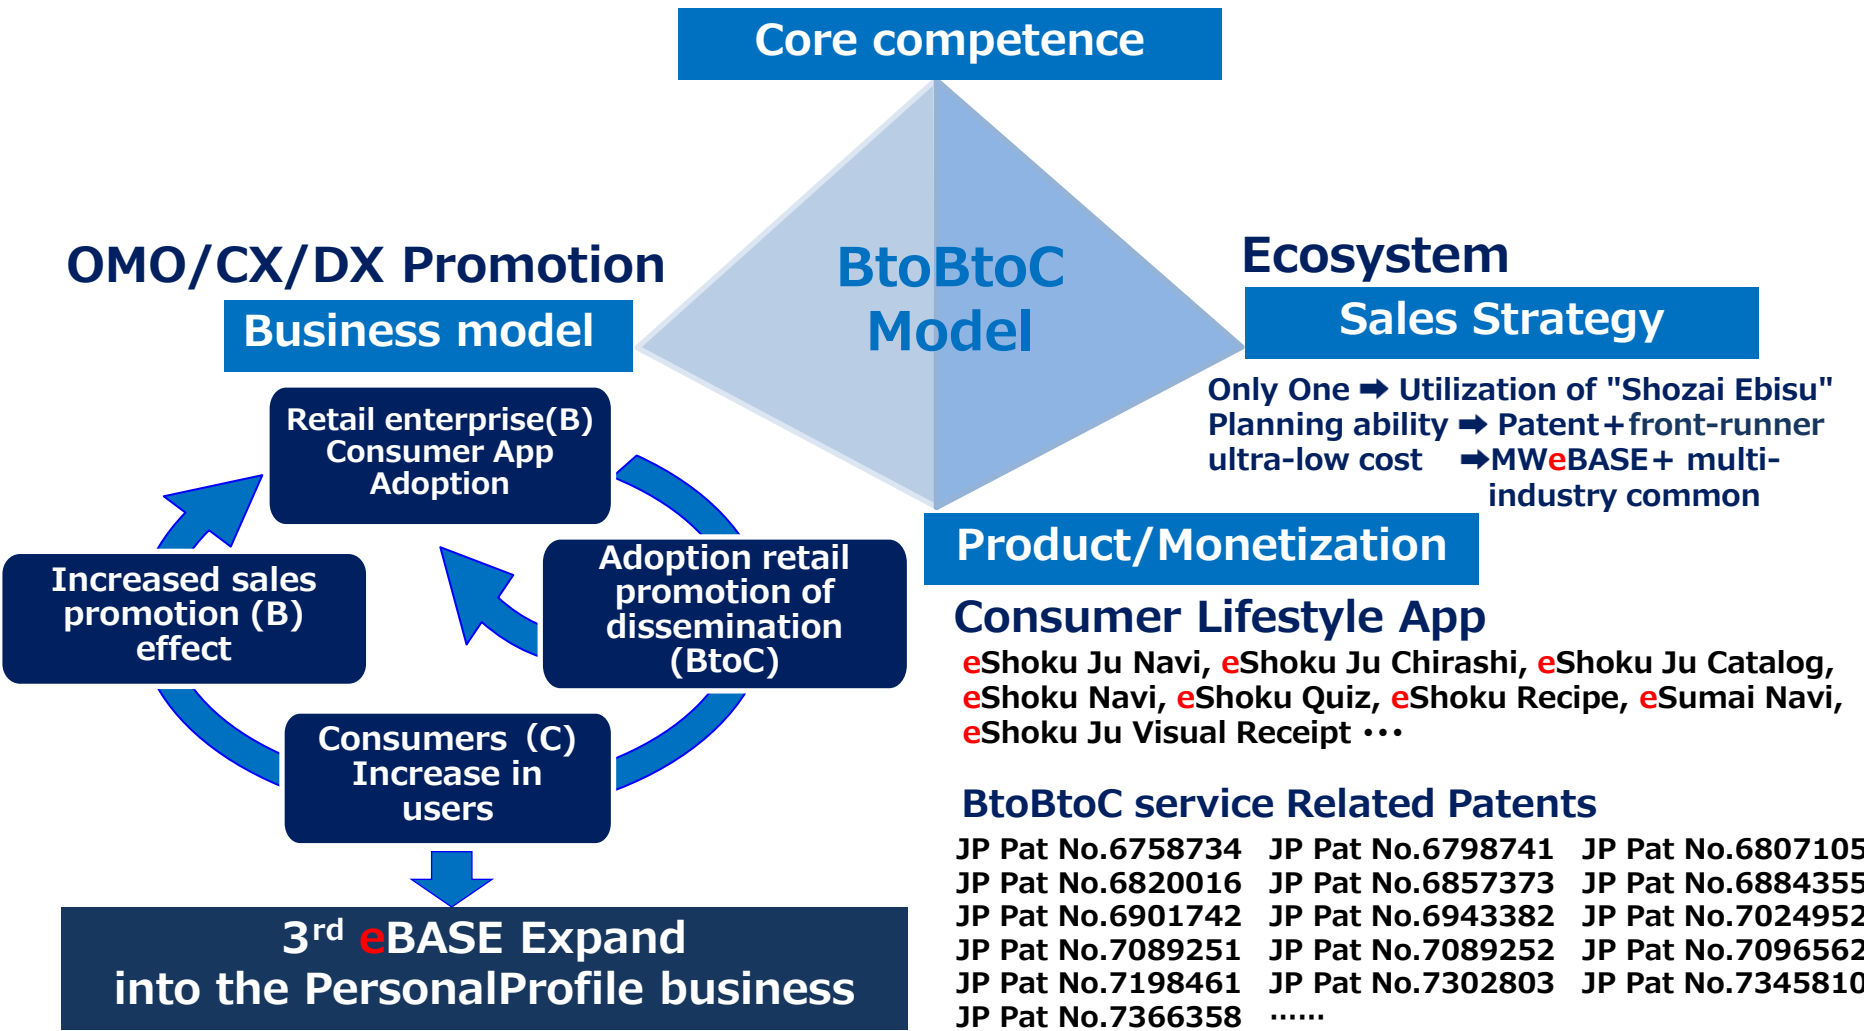 Core competence
BtoBtoC
Model
OMO/CX/DX Promotion
Business model
Retail enterprise(B)
Consumer App
Adoption
Adoption retail
promotion of
dissemination
(BtoC)
Consumers（C）
Increase in
users
Increased sales
promotion (B)
effect
3rd eBASE Expand
into the PersonalProfile business
Ecosystem
Sales Strategy
Only One ➡ Utilization of "Shozai Ebisu"
Planning ability ➡ Patent+front-runner
ultra-low cost ➡MWeBASE+ multi-
industry common
Product/Monetization
Consumer Lifestyle App
eShoku Ju Navi, eShoku Ju Chirashi, eShoku Ju Catalog,
eShoku Navi, eShoku Quiz, eShoku Recipe, eSumai Navi,
eShoku Ju Visual Receipt ・・・
BtoBtoC service Related Patents
JP Pat No.6758734 JP Pat No.6798741 JP Pat No.6807105
JP Pat No.6820016 JP Pat No.6857373 JP Pat No.6884355
JP Pat No.6901742 JP Pat No.6943382 JP Pat No.7024952
JP Pat No.7089251 JP Pat No.7089252 JP Pat No.7096562
JP Pat No.7198461 JP Pat No.7302803 JP Pat No.7345810
JP Pat No.7366358 ······